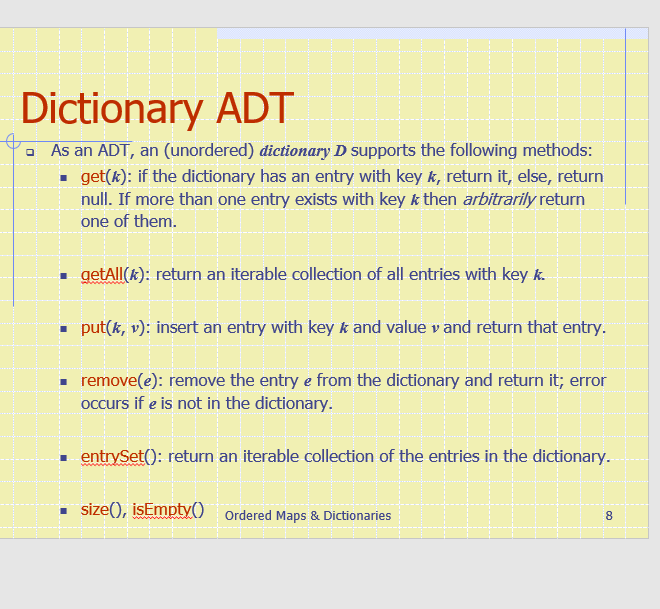 Dictionary ADT
As an ADT, an (unordered) dictionary D supports the following methods:
get(k): if the dictionary has an entry with key k, return it, else, return
null. If more than one entry exists with key k then arbitrarily return
one of them.
getAll(k): return an iterable collection of all entries with key k.
put(k, v): insert an entry with key k and value v and return that entry.
remove(e): remove the entry e from the dictionary and return it; error
occurs if e is not in the dictionary.
entrySet(): return an iterable collection of the entries in the dictionary.
size(), isEmpty()
Ordered Maps & Dictionaries
8